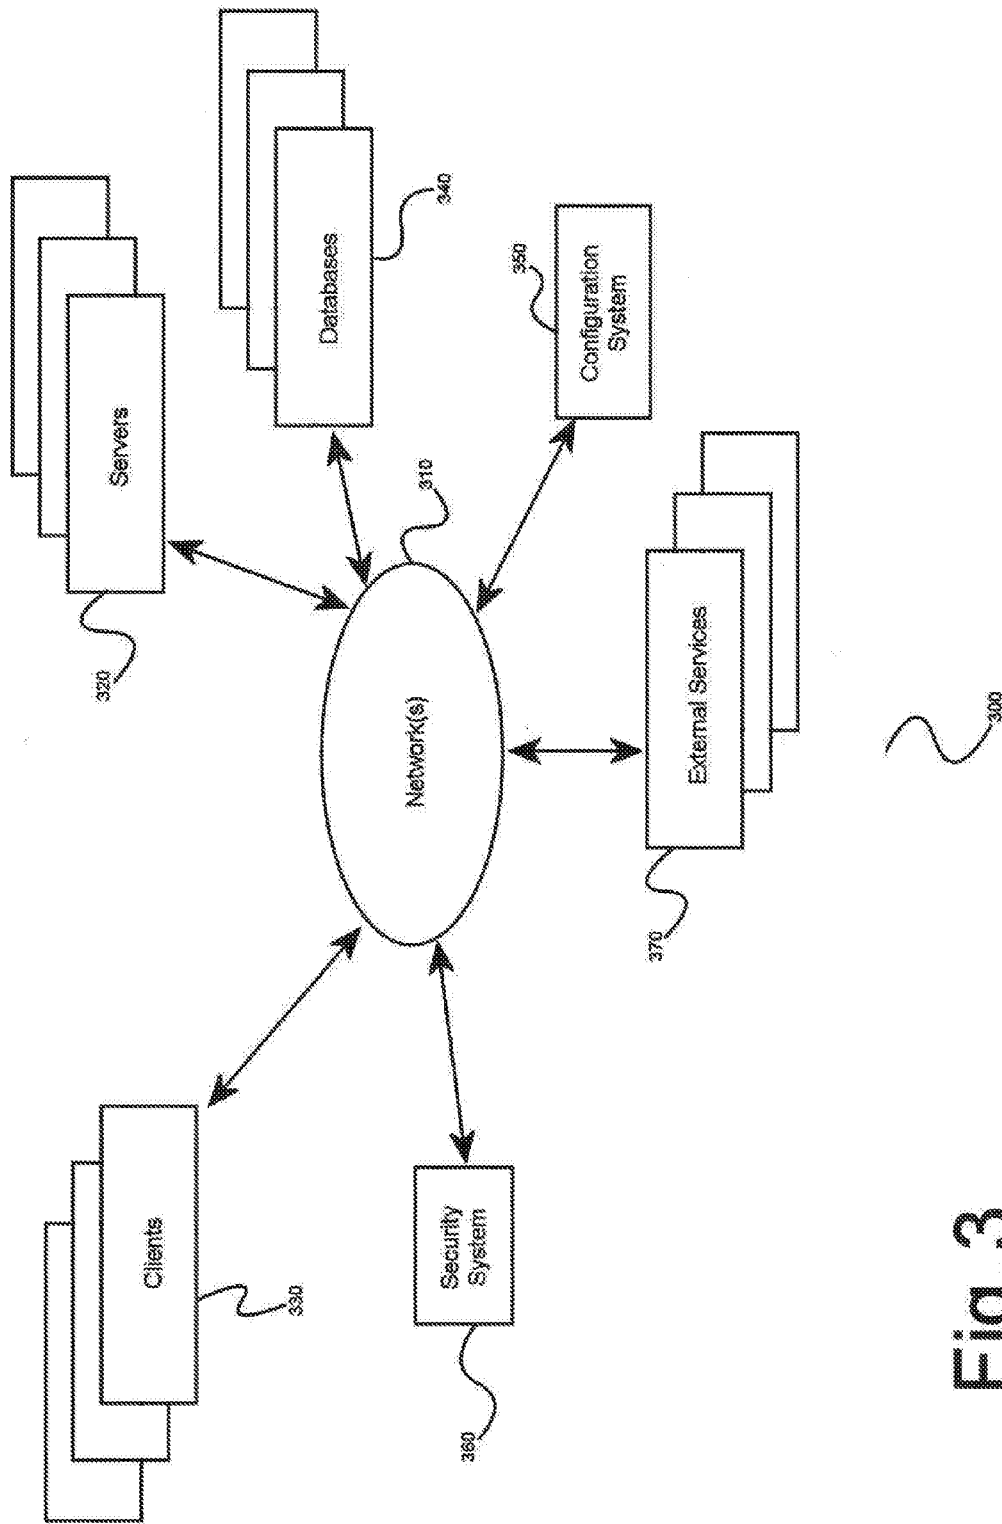 320
Servers
Databases
340
350
Configuration
System
310
Network(s)
Clients
330
Security
System
360
External Services
370
300
Fig. 3